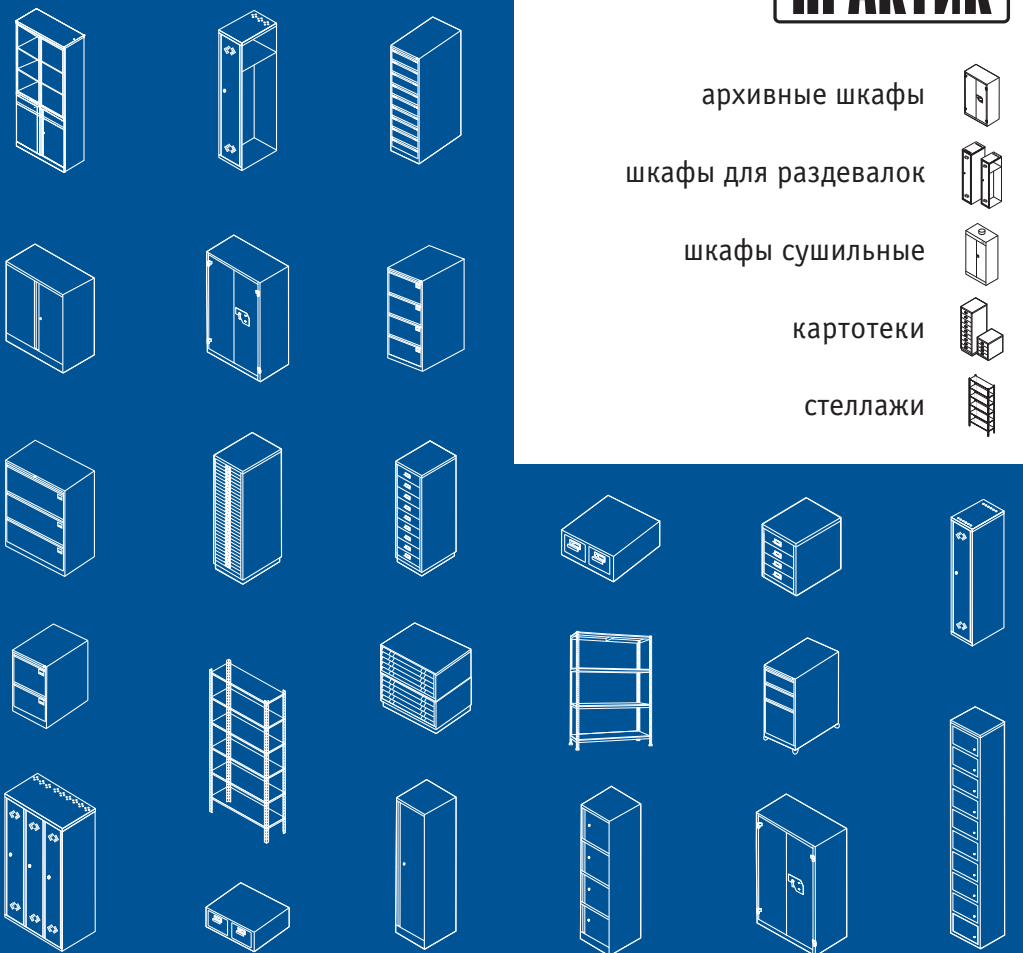 ПРАКТИК
архивные шкафы
шкафы для раздевалок
шкафы сушильные
картотеки
стеллажи